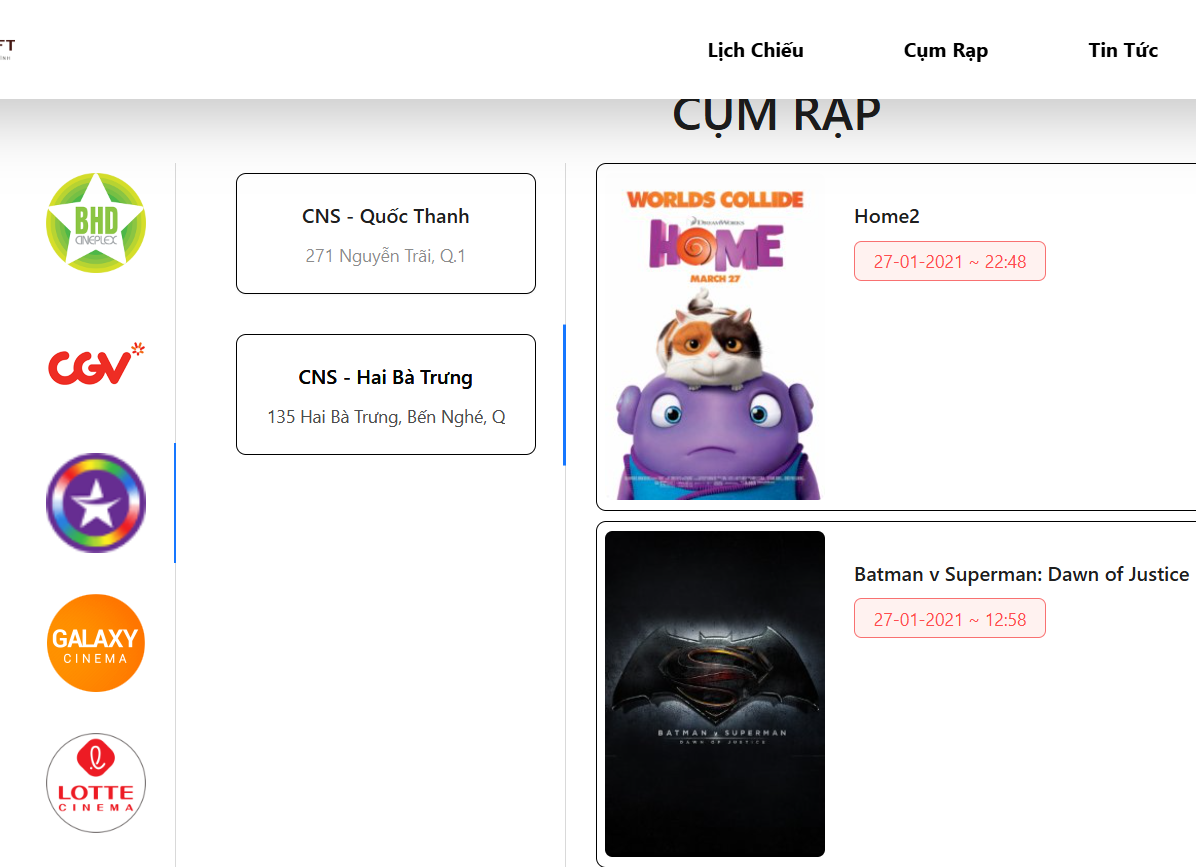 FT
Lịch Chiếu
Cụm Rạp
Tin Tức
CỤM RẠP
BHD
CINEPLEX
CGV
GALAXY
CINEMA
LOTTE
CINEMA
CNS - Quốc Thanh
271 Nguyễn Trãi, Q.1
CNS - Hai Bà Trưng
135 Hai Bà Trưng, Bến Nghé, Q
WORLDS COLLIDE
DREAMWORKS
HOME
MARCH 27
Home2
27-01-2021 ~ 22:48
BATMAN v SUPERMAN
DAWN OF JUSTICE
Batman v Superman: Dawn of Justice
27-01-2021 ~ 12:58